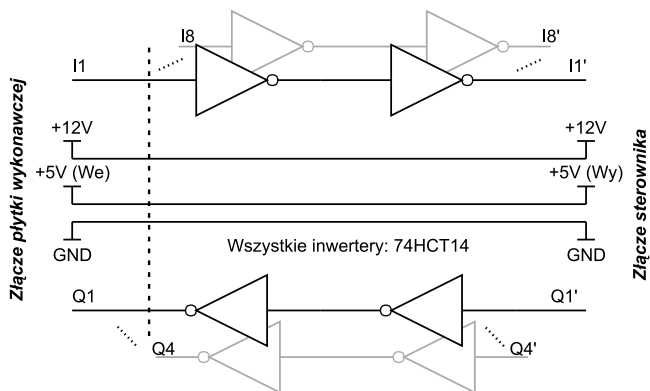 I8
I8'
I1
I1'
+12V
+12V
+5V (We)
+5V (Wy)
GND
GND
Wszystkie inwertery: 74HCT14
Q1
Q1'
Q4
Q4'
Złącze płytki wykonawczej
Złącze sterownika